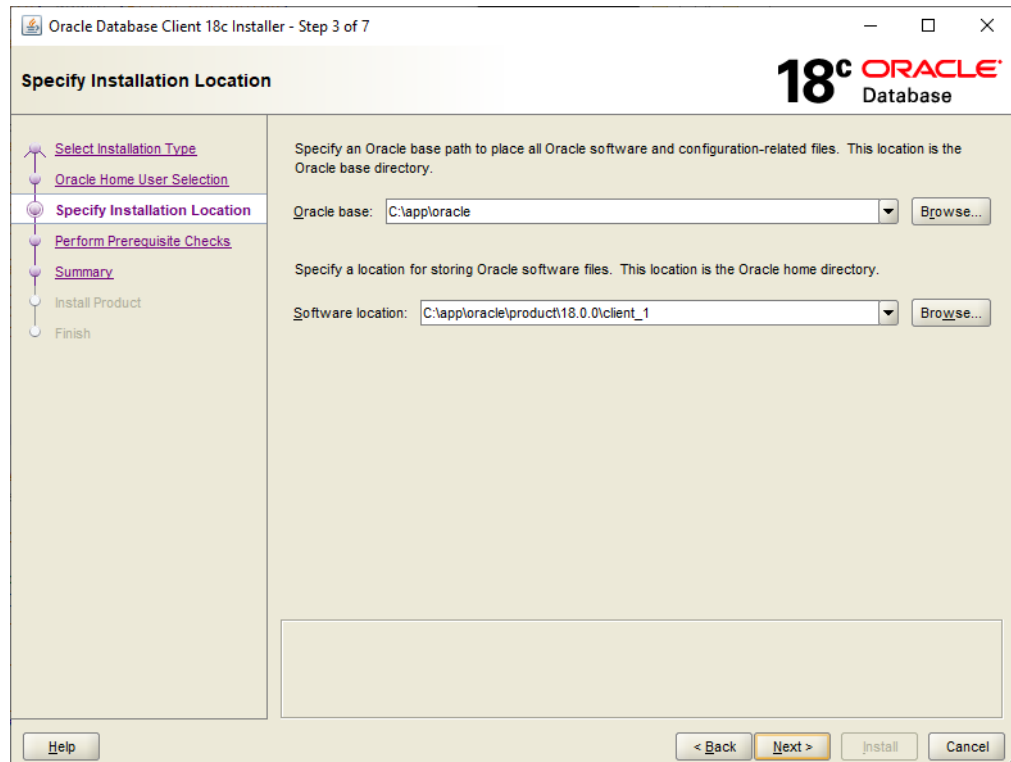 Oracle Database Client 18c Installer - Step 3 of 7
Specify Installation Location
18c ORACLE
Database
Select Installation Type
Oracle Home User Selection
Specify Installation Location
Perform Prerequisite Checks
Summary
Install Product
Finish
Specify an Oracle base path to place all Oracle software and configuration-related files. This location is the
Oracle base directory.
Oracle base: C:\app\oracle Browse...
Specify a location for storing Oracle software files. This location is the Oracle home directory.
Software location: C:\app\oracle\product\18.0.0\client_1 Browse...
Help < Back Next > Install Cancel